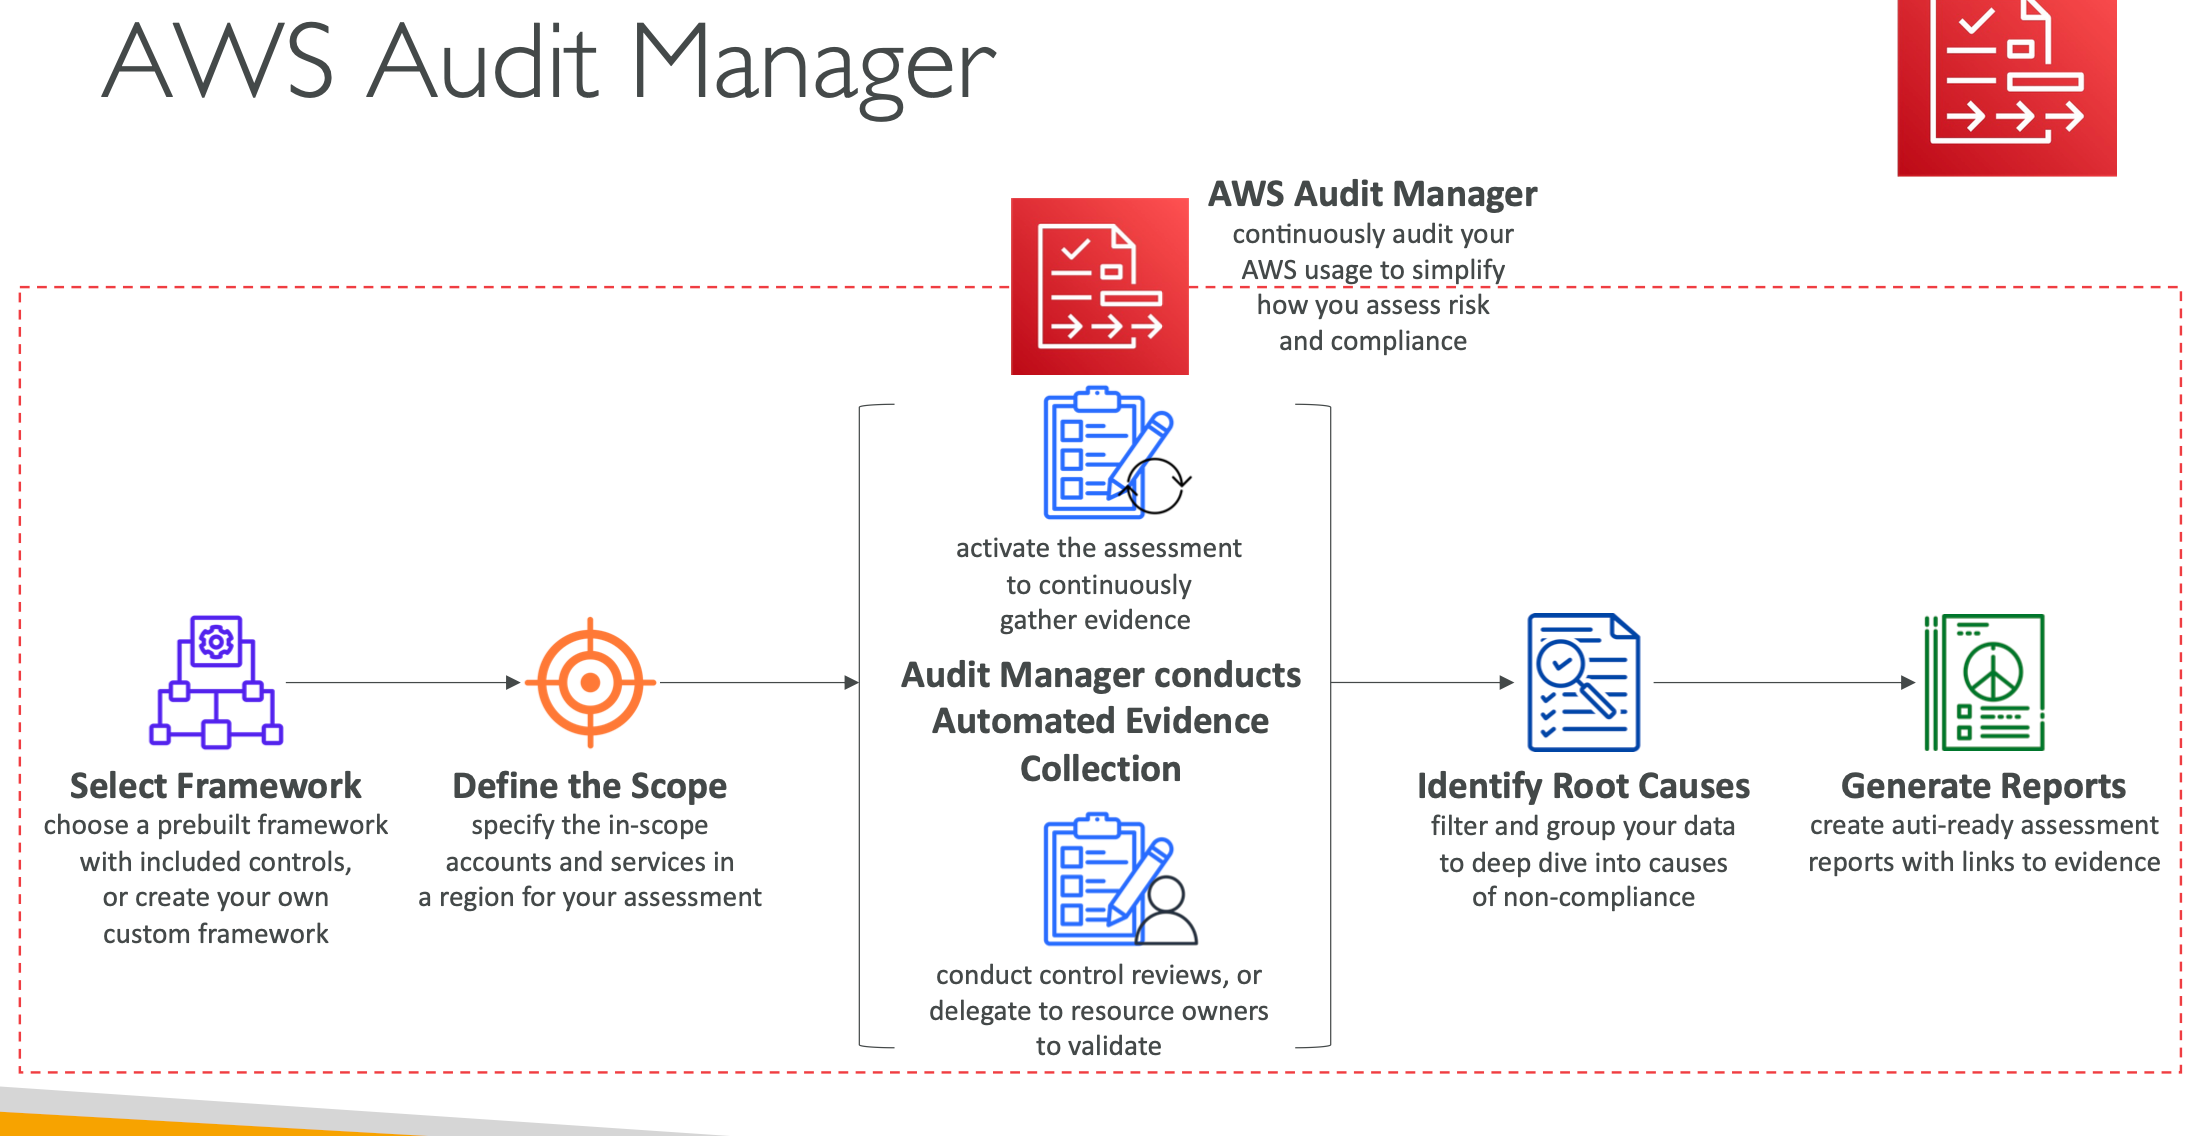 AWS Audit Manager
AWS Audit Manager
continuously audit your
AWS usage to simplify
how you assess risk
and compliance
Select Framework
choose a prebuilt framework
with included controls,
or create your own
custom framework
Define the Scope
specify the in-scope
accounts and services in
a region for your assessment
activate the assessment
to continuously
gather evidence
Audit Manager conducts
Automated Evidence
Collection
conduct control reviews, or
delegate to resource owners
to validate
Identify Root Causes
filter and group your data
to deep dive into causes
of non-compliance
Generate Reports
create auti-ready assessment
reports with links to evidence